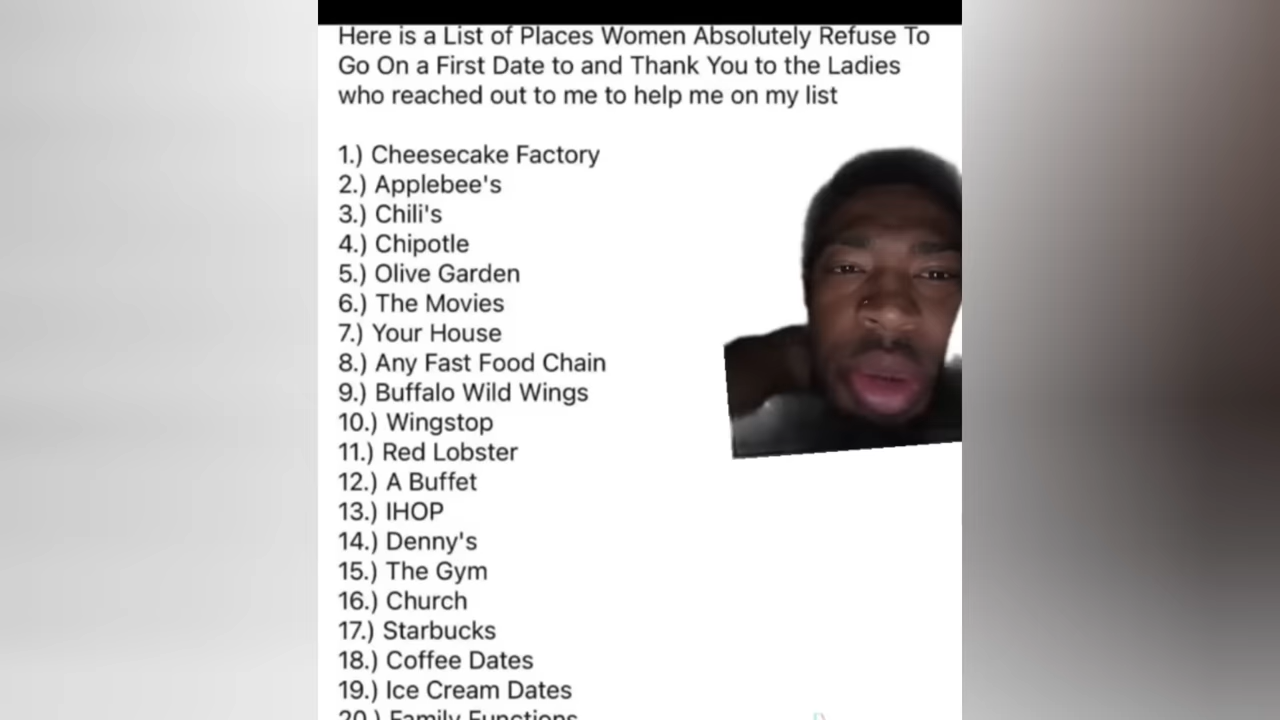 Here is a List of Places Women Absolutely Refuse To
Go On a First Date to and Thank You to the Ladies
who reached out to me to help me on my list
1.) Cheesecake Factory
2.) Applebee's
3.) Chili's
4.) Chipotle
5.) Olive Garden
6.) The Movies
7.) Your House
8.) Any Fast Food Chain
9.) Buffalo Wild Wings
10.) Wingstop
11.) Red Lobster
12.) A Buffet
13.) IHOP
14.) Denny's
15.) The Gym
16.) Church
17.) Starbucks
18.) Coffee Dates
19.) Ice Cream Dates
20.) Family Functions